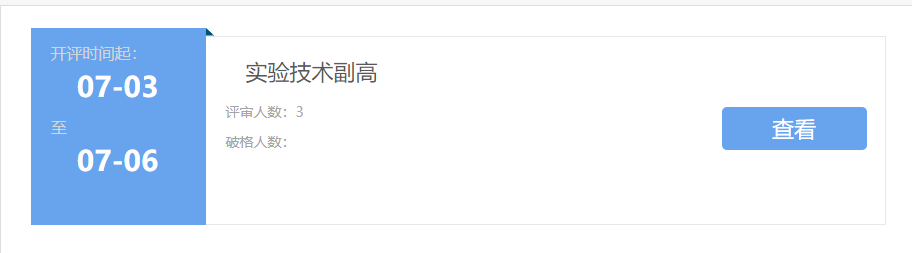 开评时间起：
07-03
至
07-06
实验技术副高
评审人数：3
破格人数：
查看